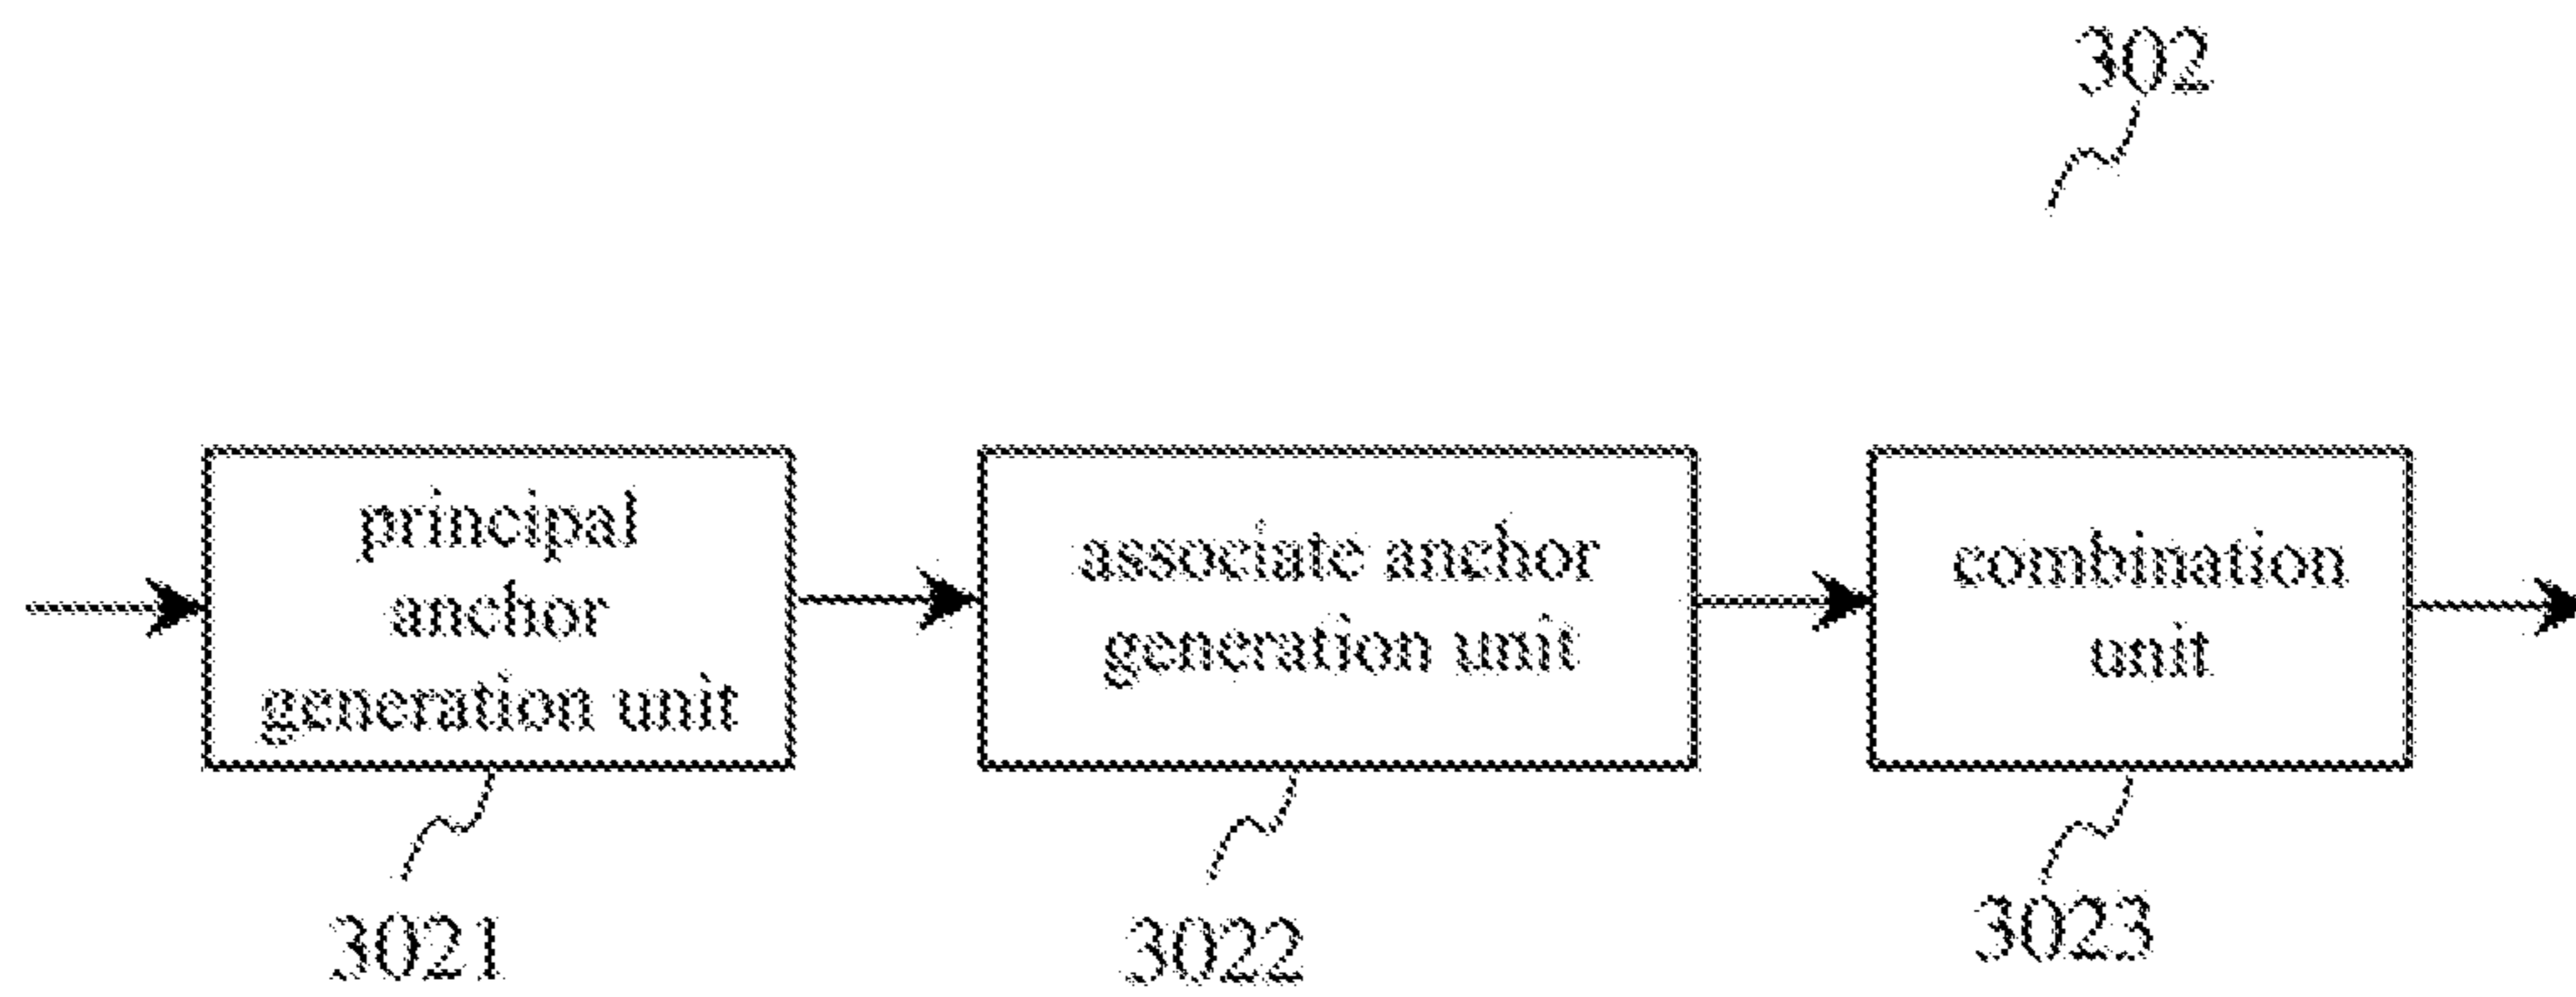 302
principal
anchor
generation unit
associate anchor
generation unit
combination
unit
3021
3022
3023